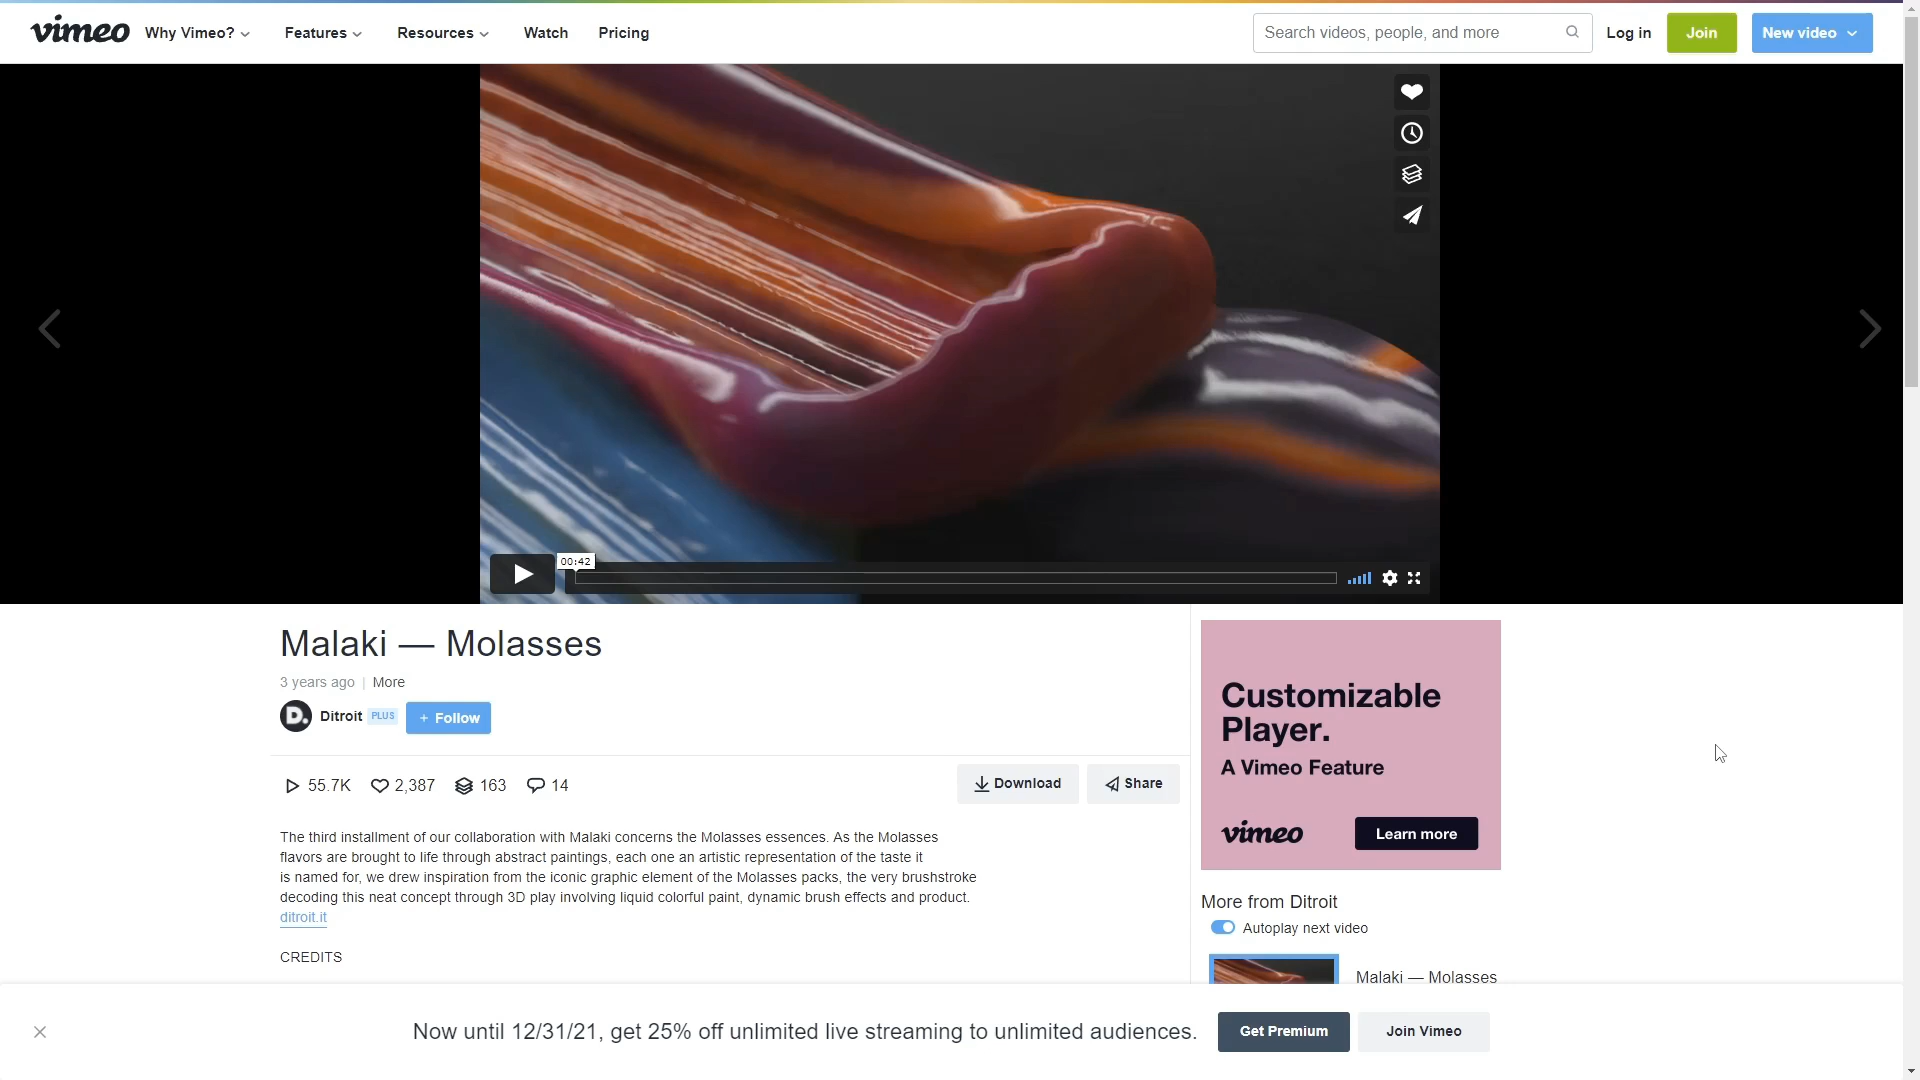 vimeo
Why Vimeo?
Features
Resources
Watch
Pricing
Search videos, people, and more
Log in
Join
New video
00:42
Malaki — Molasses
3 years ago | More
D. Ditroit PLUS
+ Follow
55.7K
2,387
163
14
Download
Share
The third installment of our collaboration with Malaki concerns the Molasses essences. As the Molasses
flavors are brought to life through abstract paintings, each one an artistic representation of the taste it
is named for, we drew inspiration from the iconic graphic element of the Molasses packs, the very brushstroke
decoding this neat concept through 3D play involving liquid colorful paint, dynamic brush effects and product.
ditroit.it
CREDITS
Customizable
Player.
A Vimeo Feature
vimeo
Learn more
More from Ditroit
Autoplay next video
Malaki — Molasses
Now until 12/31/21, get 25% off unlimited live streaming to unlimited audiences.
Get Premium
Join Vimeo